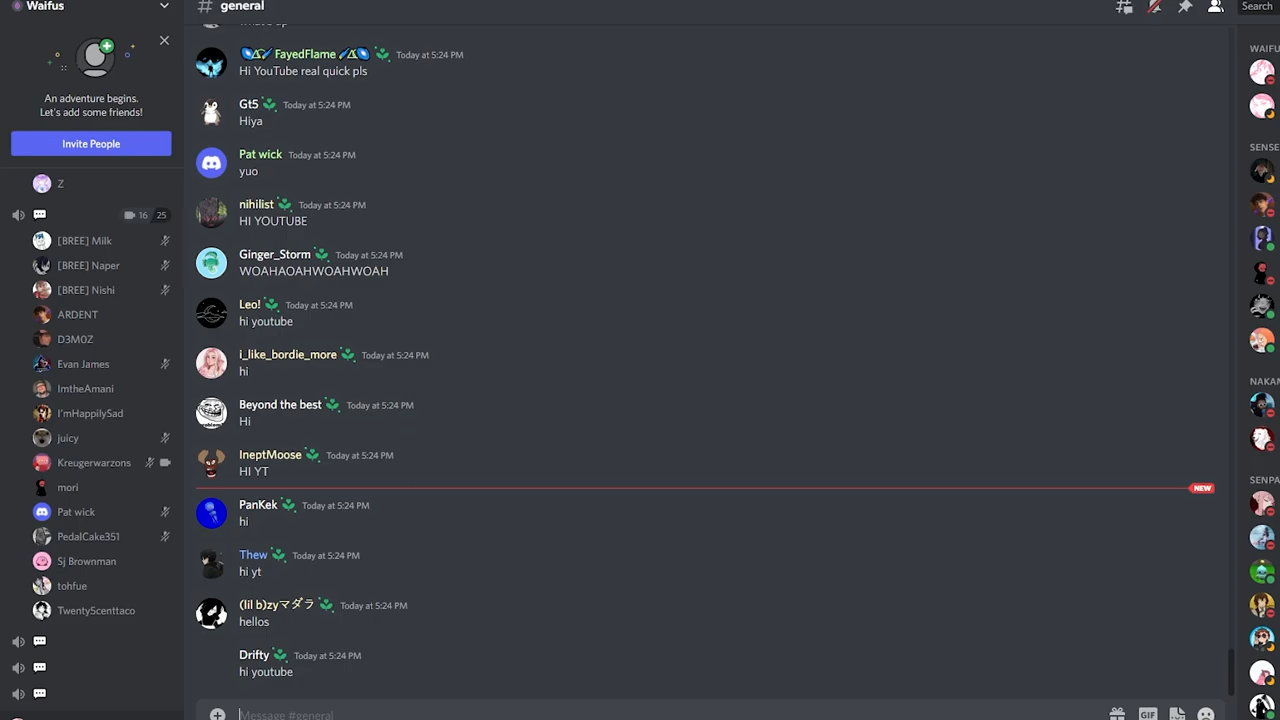 Waifus
general
Search
An adventure begins.
Let's add some friends!
Invite People
Z
16 25
[BREE] Milk
[BREE] Naper
[BREE] Nishi
ARDENT
D3M0Z
Evan James
ImtheAmani
I'mHappilySad
juicy
Kreugerwarzons
mori
Pat wick
PedalCake351
Sj Brownman
tohfue
TwentyScenttaco
FayedFlame Today at 5:24 PM
Hi YouTube real quick pls
Gt5 Today at 5:24 PM
Hiya
Pat wick Today at 5:24 PM
yuo
nihilist Today at 5:24 PM
HI YOUTUBE
Ginger_Storm Today at 5:24 PM
WOAHAOAHWOAHWOAH
Leo! Today at 5:24 PM
hi youtube
i_like_bordie_more Today at 5:24 PM
hi
Beyond the best Today at 5:24 PM
Hi
IneptMoose Today at 5:24 PM
HI YT
NEW
PanKek Today at 5:24 PM
hi
Thew Today at 5:24 PM
hi yt
(lil b)zyマダラ Today at 5:24 PM
hellos
Drifty Today at 5:24 PM
hi youtube
Message #general
GIF
WAIFU
SENSE
NAKAM
SENPA